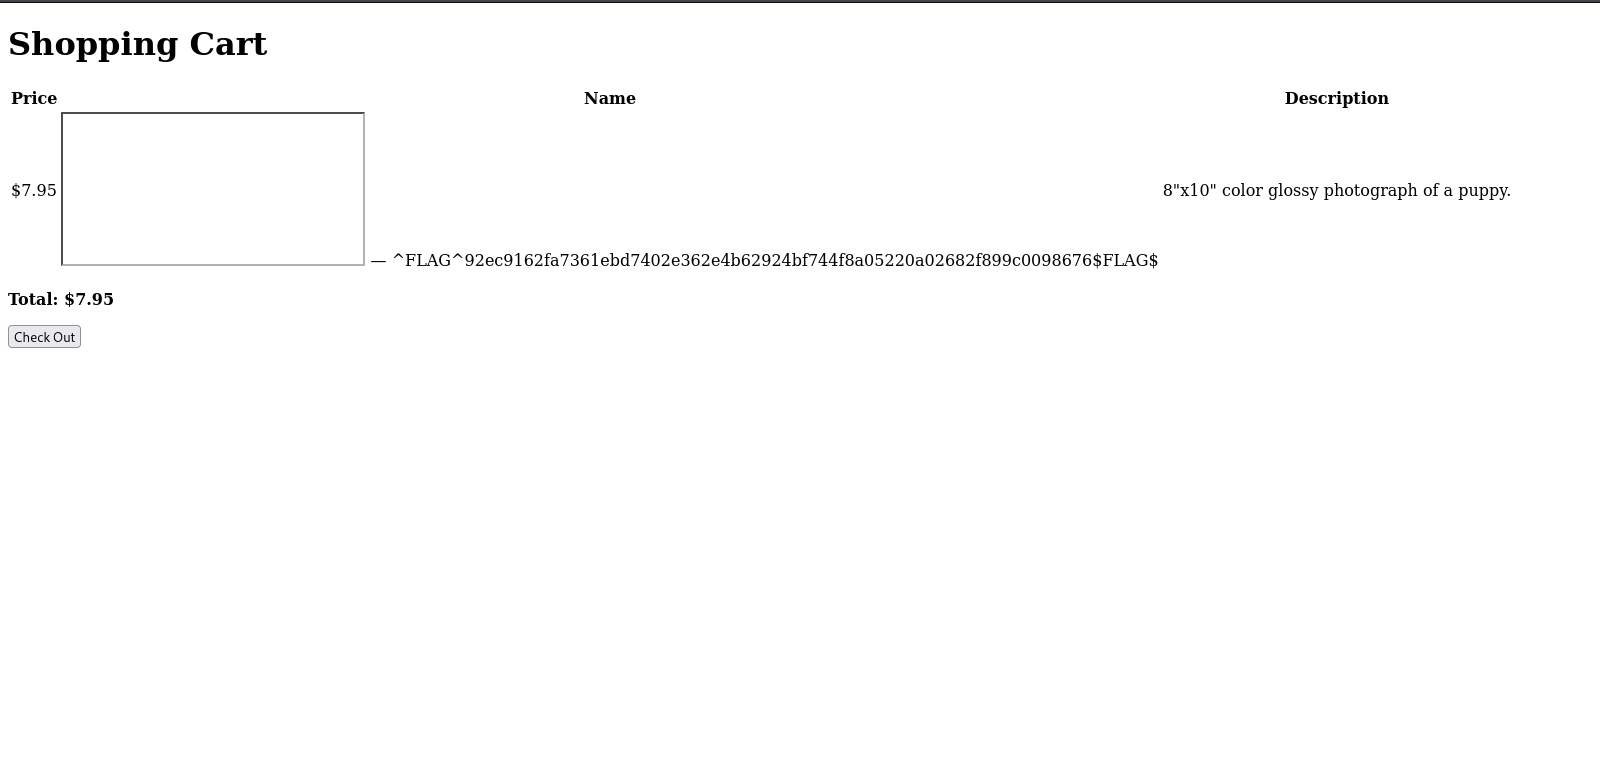 Shopping Cart
Price Name Description
$7.95 — ^FLAG^92ec9162fa7361ebd7402e362e4b62924bf744f8a05220a02682f899c0098676$FLAG$ 8"x10" color glossy photograph of a puppy.
Total: $7.95
Check Out